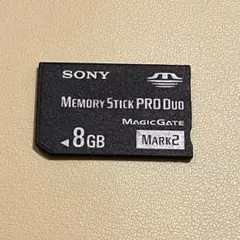 SONY
MEMORY STICK PRO DUO
MAGICGATE
◄8GB
MARK2